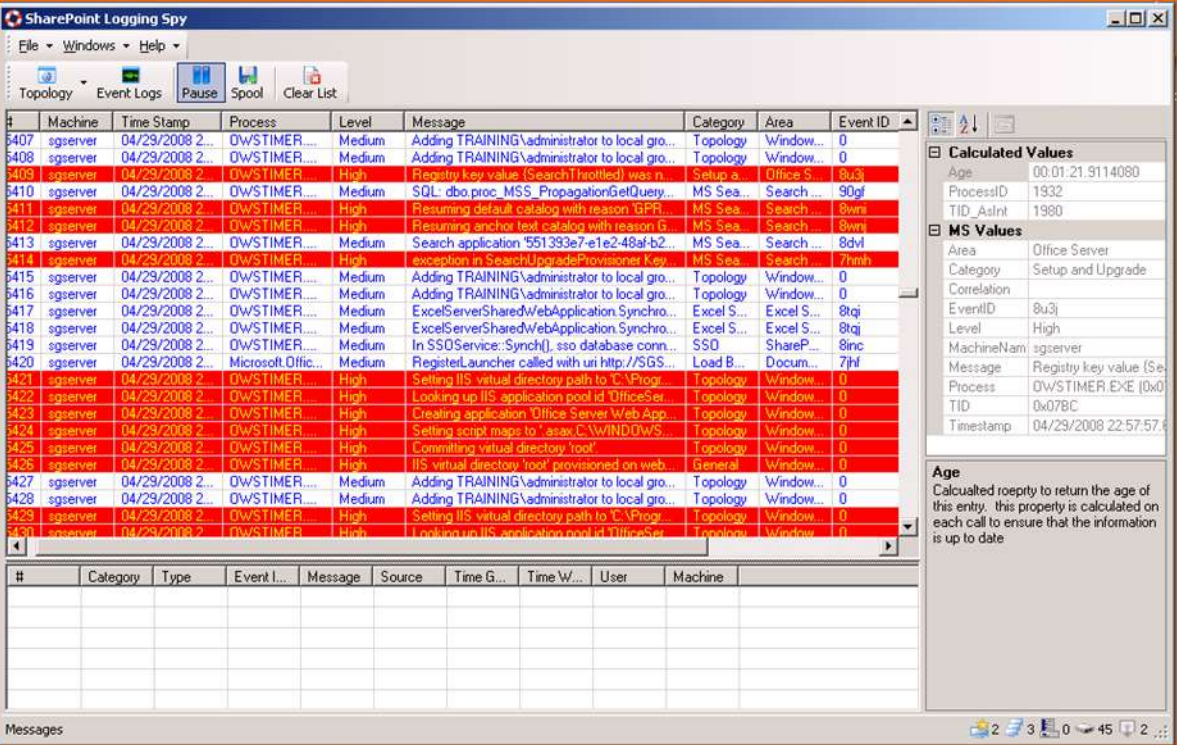 SharePoint Logging Spy
File Windows Help
Topology Event Logs Pause Spool Clear List
# Machine Time Stamp Process Level Message Category Area Event ID
5407 sgserver 04/29/2008 2... OWSTIMER.... Medium Adding TRAINING\administrator to local gro... Topology Window... 0
5408 sgserver 04/29/2008 2... OWSTIMER.... Medium Adding TRAINING\administrator to local gro... Topology Window... 0
5409 sgserver 04/29/2008 2... OWSTIMER.... High Registry key value {SearchThrottled} was n... Setup a... Office S... 8u3j
5410 sgserver 04/29/2008 2... OWSTIMER.... Medium SQL: dbo.proc_MSS_PropagationGetQuery... MS Sea... Search ... 90gf
5411 sgserver 04/29/2008 2... OWSTIMER.... High Resuming default catalog with reason 'GPR... MS Sea... Search ... 8wni
5412 sgserver 04/29/2008 2... OWSTIMER.... High Resuming anchor text catalog with reason G... MS Sea... Search ... 8wnj
5413 sgserver 04/29/2008 2... OWSTIMER.... Medium Search application '551393e7-e1e2-48af-b2... MS Sea... Search ... 8dvl
5414 sgserver 04/29/2008 2... OWSTIMER.... High exception in SearchUpgradeProvisioner Key... MS Sea... Search ... 7hmh
5415 sgserver 04/29/2008 2... OWSTIMER.... Medium Adding TRAINING\administrator to local gro... Topology Window... 0
5416 sgserver 04/29/2008 2... OWSTIMER.... Medium Adding TRAINING\administrator to local gro... Topology Window... 0
5417 sgserver 04/29/2008 2... OWSTIMER.... Medium ExcelServerSharedWebApplication.Synchro... Excel S... Excel S... 8tqi
5418 sgserver 04/29/2008 2... OWSTIMER.... Medium ExcelServerSharedWebApplication.Synchro... Excel S... Excel S... 8tqj
5419 sgserver 04/29/2008 2... OWSTIMER.... Medium In SSOService::Synch(), sso database conn... SSO ShareP... 8inc
5420 sgserver 04/29/2008 2... Microsoft.Offic... Medium RegisterLauncher called with uri http://SGS... Load B... Docum... 7jhf
5421 sgserver 04/29/2008 2... OWSTIMER.... High Setting IIS virtual directory path to 'C:\Progr... Topology Window... 0
5422 sgserver 04/29/2008 2... OWSTIMER.... High Looking up IIS application pool id 'OfficeSer... Topology Window... 0
5423 sgserver 04/29/2008 2... OWSTIMER.... High Creating application 'Office Server Web App... Topology Window... 0
5424 sgserver 04/29/2008 2... OWSTIMER.... High Setting script maps to '.asax,C:\WINDOWS... Topology Window... 0
5425 sgserver 04/29/2008 2... OWSTIMER.... High Committing virtual directory 'root'. Topology Window... 0
5426 sgserver 04/29/2008 2... OWSTIMER.... High IIS virtual directory 'root' provisioned on web... General Window... 0
5427 sgserver 04/29/2008 2... OWSTIMER.... Medium Adding TRAINING\administrator to local gro... Topology Window... 0
5428 sgserver 04/29/2008 2... OWSTIMER.... Medium Adding TRAINING\administrator to local gro... Topology Window... 0
5429 sgserver 04/29/2008 2... OWSTIMER.... High Setting IIS virtual directory path to 'C:\Progr... Topology Window... 0
5430 sgserver 04/29/2008 2... OWSTIMER.... High Looking up IIS application pool id 'OfficeSer... Topology Window... 0
# Category Type Event I... Message Source Time G... Time W... User Machine
Calculated Values
Age 00:01:21.9114080
ProcessID 1932
TID_AsInt 1980
MS Values
Area Office Server
Category Setup and Upgrade
Correlation
EventID 8u3j
Level High
MachineNam sgserver
Message Registry key value {Se
Process OWSTIMER.EXE (0x0
TID 0x07BC
Timestamp 04/29/2008 22:57:57.
Age
Calcualted roeprty to return the age of
this entry. this property is calculated on
each call to ensure that the information
is up to date
Messages
2 3 0 45 2